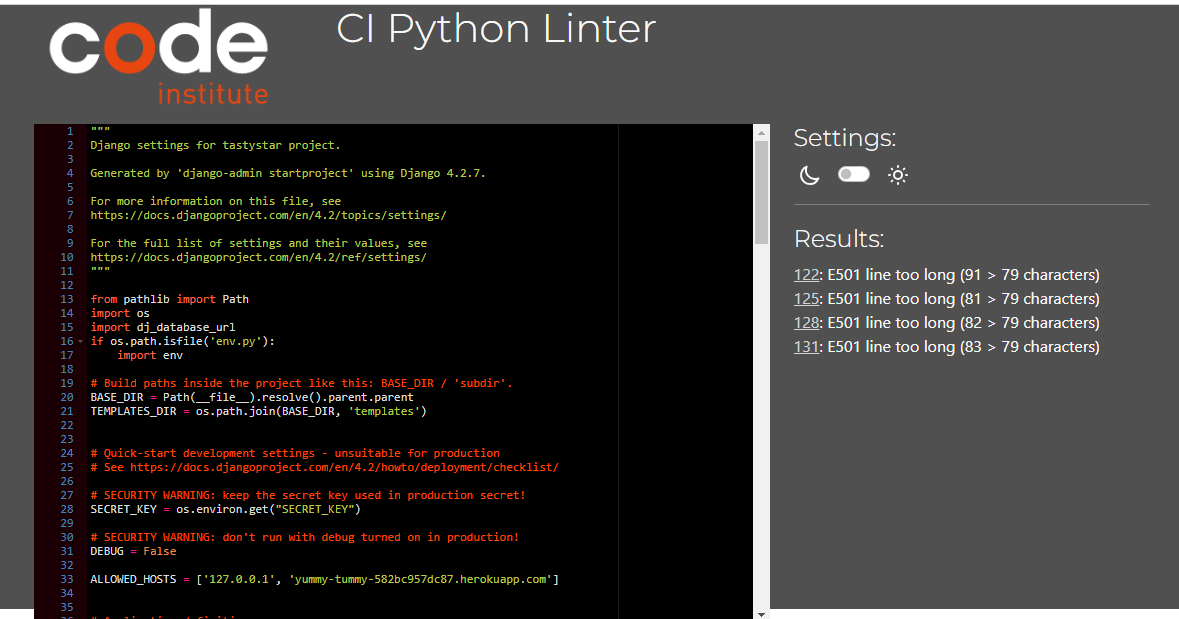 code
institute
CI Python Linter
1 """
2 Django settings for tastystar project.
3
4 Generated by 'django-admin startproject' using Django 4.2.7.
5
6 For more information on this file, see
7 https://docs.djangoproject.com/en/4.2/topics/settings/
8
9 For the full list of settings and their values, see
10 https://docs.djangoproject.com/en/4.2/ref/settings/
11 """
12
13 from pathlib import Path
14 import os
15 import dj_database_url
16 if os.path.isfile('env.py'):
17     import env
18
19 # Build paths inside the project like this: BASE_DIR / 'subdir'.
20 BASE_DIR = Path(__file__).resolve().parent.parent
21 TEMPLATES_DIR = os.path.join(BASE_DIR, 'templates')
22
23
24 # Quick-start development settings - unsuitable for production
25 # See https://docs.djangoproject.com/en/4.2/howto/deployment/checklist/
26
27 # SECURITY WARNING: keep the secret key used in production secret!
28 SECRET_KEY = os.environ.get("SECRET_KEY")
29
30 # SECURITY WARNING: don't run with debug turned on in production!
31 DEBUG = False
32
33 ALLOWED_HOSTS = ['127.0.0.1', 'yummy-tummy-582bc957dc87.herokuapp.com']
34
35
Settings:
Results:
122: E501 line too long (91 > 79 characters)
125: E501 line too long (81 > 79 characters)
128: E501 line too long (82 > 79 characters)
131: E501 line too long (83 > 79 characters)